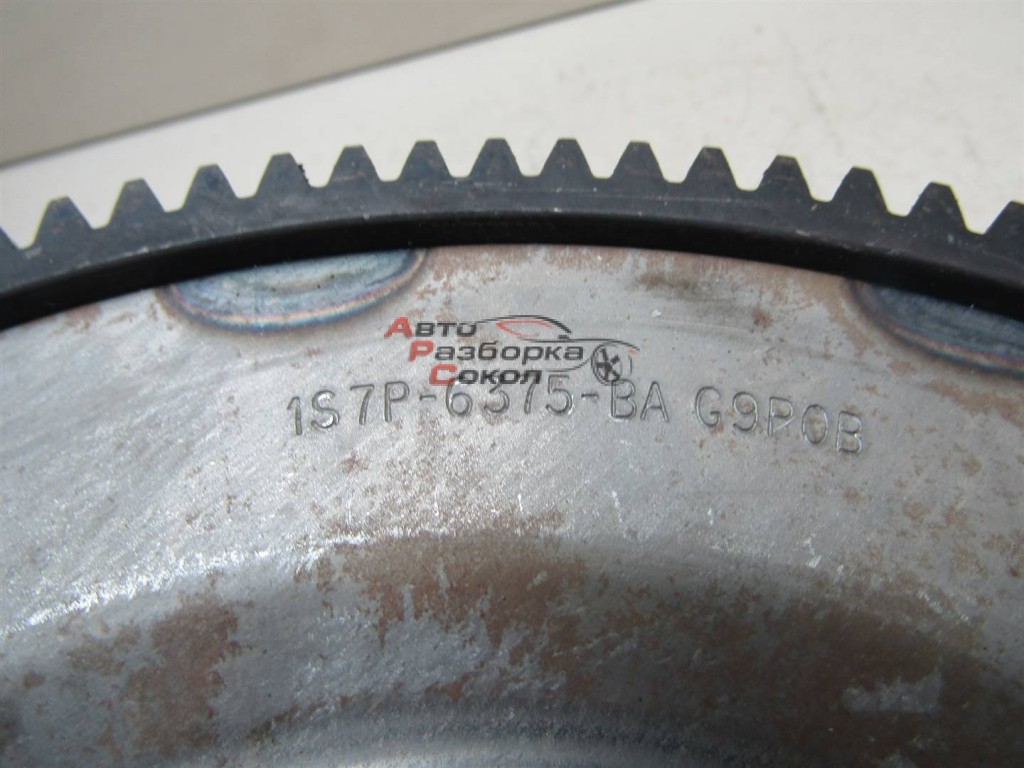 Авто
Разборка
Сокол
1S7P-6375-BA G9P0B